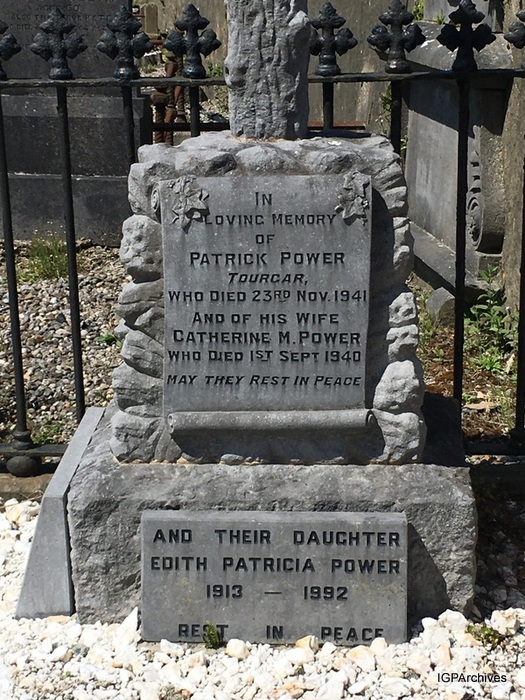 IN
LOVING MEMORY
OF
PATRICK POWER
TOURGAR,
WHO DIED 23RD NOV. 1941
AND OF HIS WIFE
CATHERINE M. POWER
WHO DIED 1ST SEPT 1940
MAY THEY REST IN PEACE
AND THEIR DAUGHTER
EDITH PATRICIA POWER
1913 — 1992
REST IN PEACE
IGPArchives